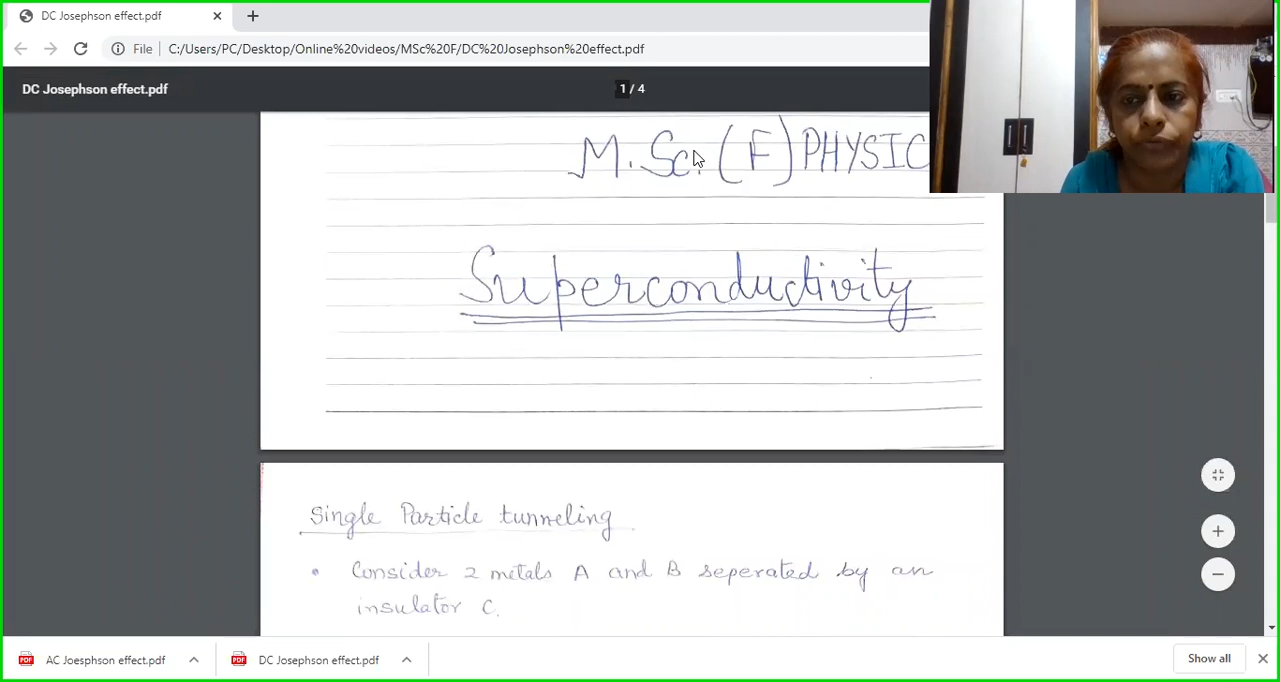 DC Josephson effect.pdf
File C:/Users/PC/Desktop/Online%20videos/MSc%20F/DC%20Josephson%20effect.pdf
DC Josephson effect.pdf 1 / 4
M.Sc. (F) PHYSIC
Superconductivity
Single Particle tunneling
• Consider 2 metals A and B seperated by an
insulator C.
AC Joesphson effect.pdf DC Josephson effect.pdf Show all